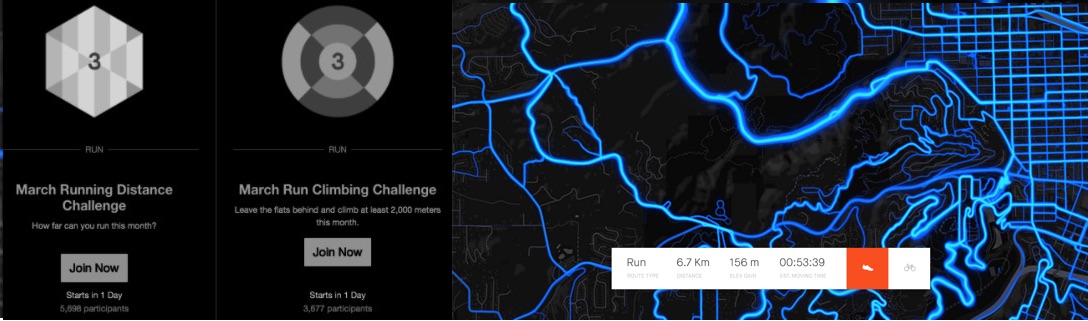 3
RUN
March Running Distance
Challenge
How far can you run this month?
Join Now
Starts in 1 Day
5,698 participants
3
RUN
March Run Climbing Challenge
Leave the flats behind and climb at least 2,000 meters
this month.
Join Now
Starts in 1 Day
3,677 participants
Run 6.7 Km 156 m 00:53:39
ROUTE TYPE DISTANCE ELEV GAIN EST. MOVING TIME